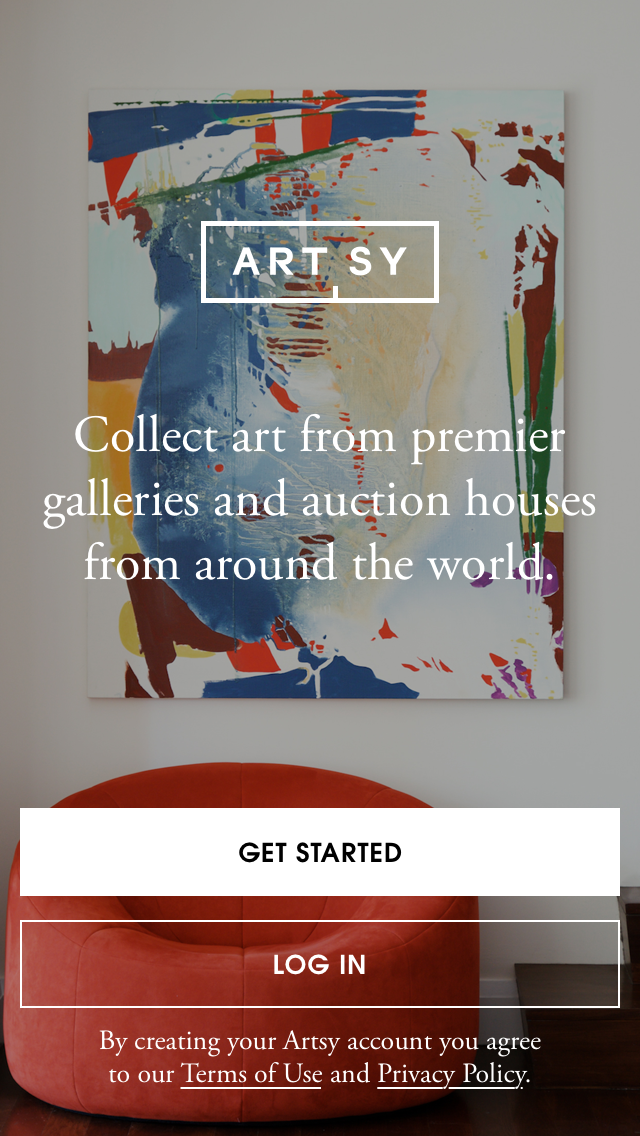 ARTSY
Collect art from premier
galleries and auction houses
from around the world.
GET STARTED
LOG IN
By creating your Artsy account you agree
to our Terms of Use and Privacy Policy.